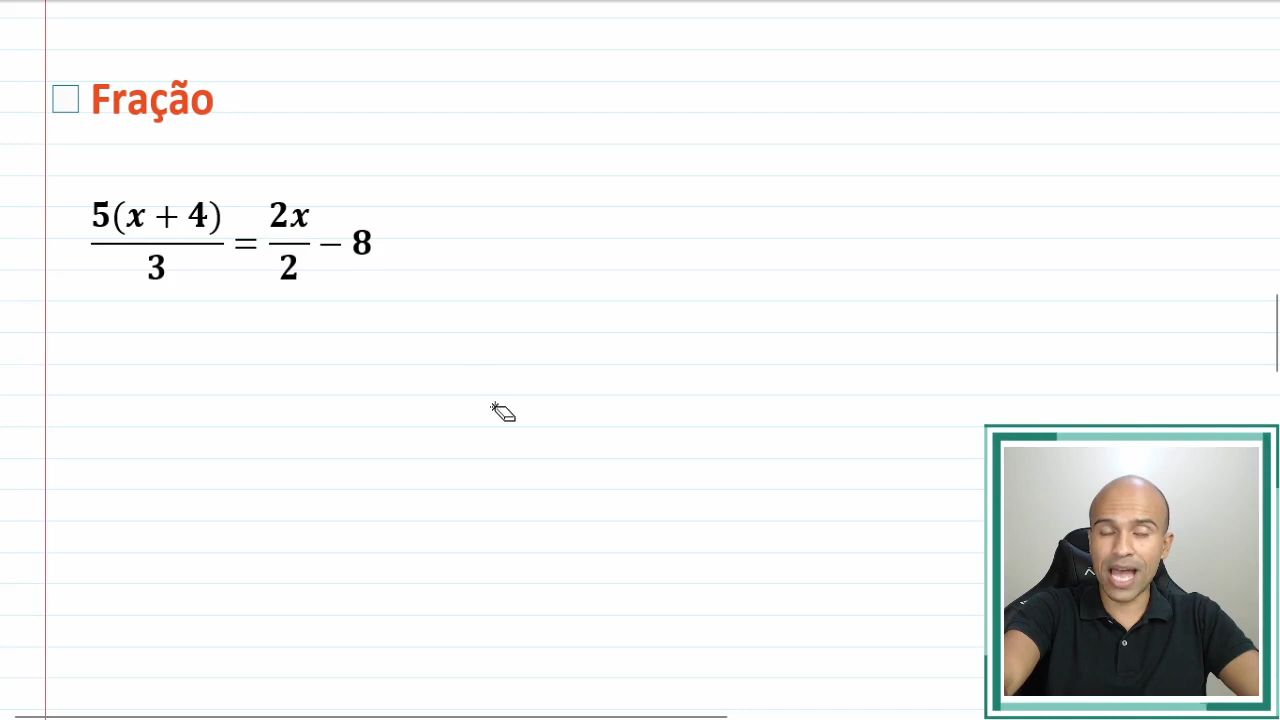 Fração
5(x + 4)/3 = 2x/2 − 8